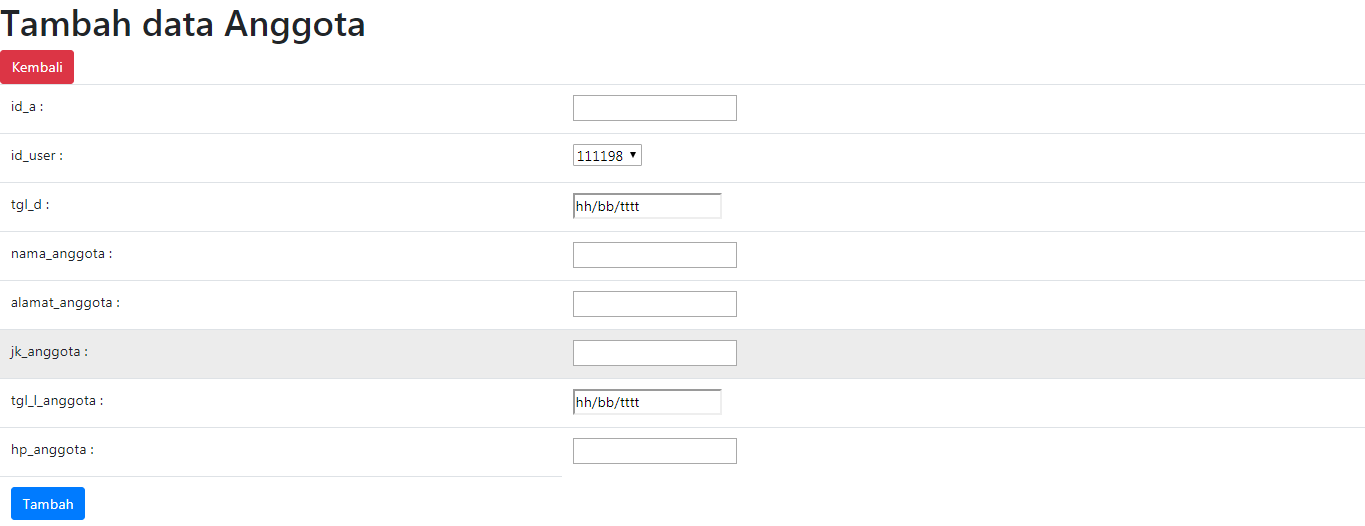 Tambah data Anggota
Kembali
id_a :
id_user : 111198
tgl_d : hh/bb/tttt
nama_anggota :
alamat_anggota :
jk_anggota :
tgl_l_anggota : hh/bb/tttt
hp_anggota :
Tambah